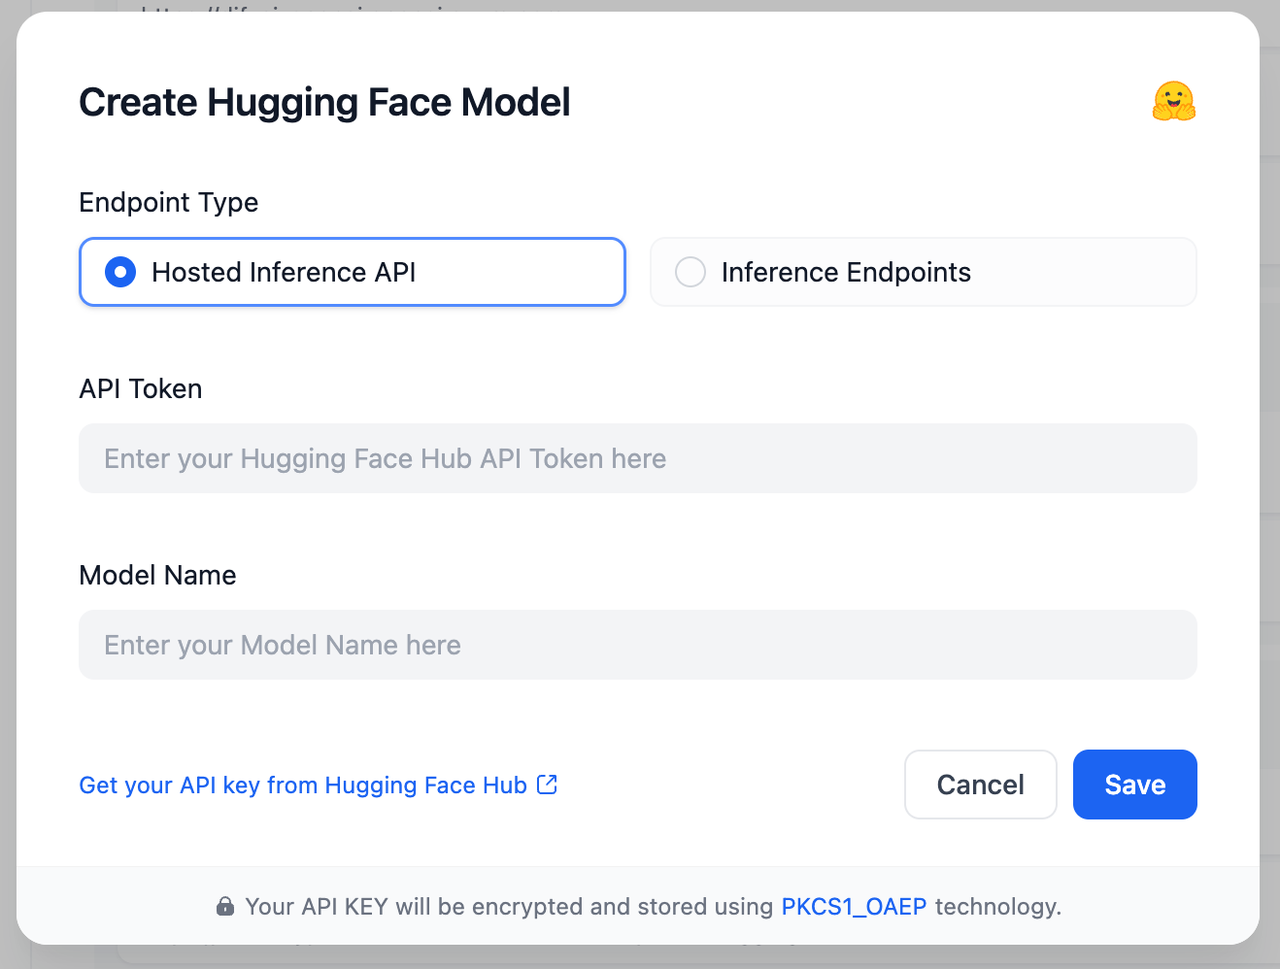 Create Hugging Face Model
Endpoint Type
Hosted Inference API
Inference Endpoints
API Token
Enter your Hugging Face Hub API Token here
Model Name
Enter your Model Name here
Get your API key from Hugging Face Hub
Cancel
Save
Your API KEY will be encrypted and stored using PKCS1_OAEP technology.